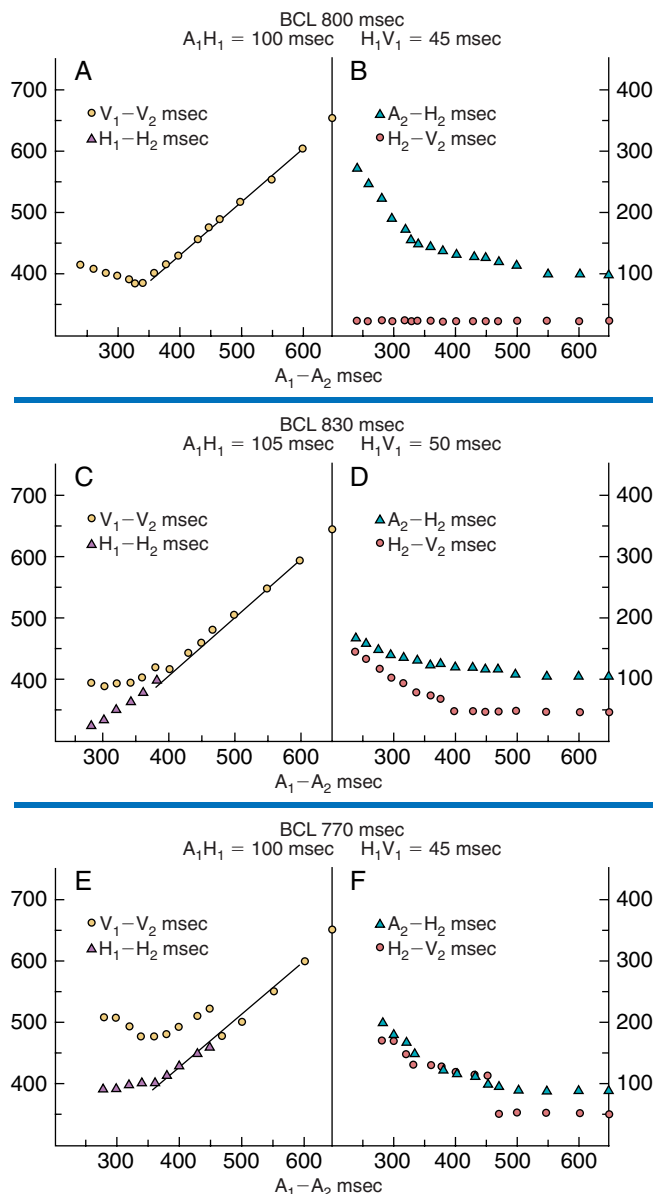 BCL 800 msec
A₁H₁ = 100 msec H₁V₁ = 45 msec
A
B
V₁−V₂ msec
H₁−H₂ msec
A₂−H₂ msec
H₂−V₂ msec
700
600
500
400
400
300
200
100
300 400 500 600
300 400 500 600
A₁−A₂ msec
BCL 830 msec
A₁H₁ = 105 msec H₁V₁ = 50 msec
C
D
V₁−V₂ msec
H₁−H₂ msec
A₂−H₂ msec
H₂−V₂ msec
700
600
500
400
400
300
200
100
300 400 500 600
300 400 500 600
A₁−A₂ msec
BCL 770 msec
A₁H₁ = 100 msec H₁V₁ = 45 msec
E
F
V₁−V₂ msec
H₁−H₂ msec
A₂−H₂ msec
H₂−V₂ msec
700
600
500
400
400
300
200
100
300 400 500 600
300 400 500 600
A₁−A₂ msec